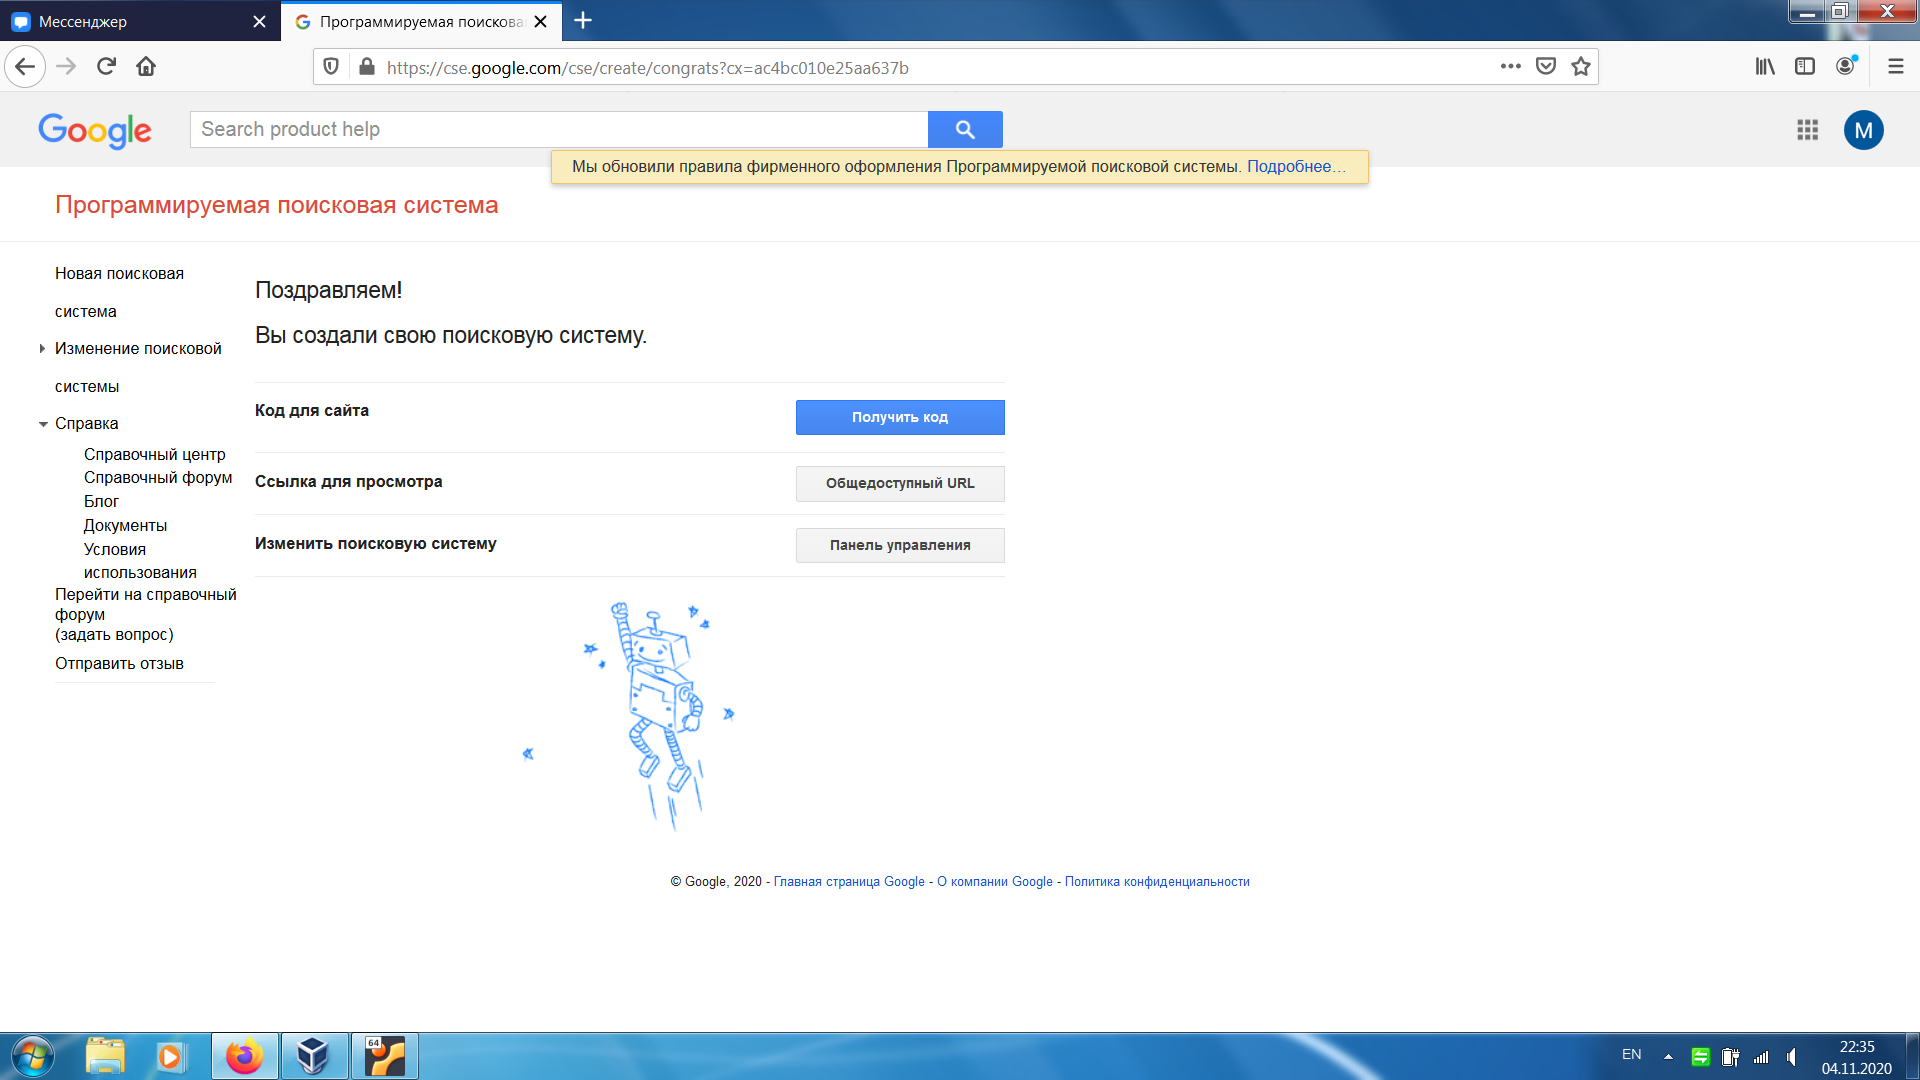 Мессенджер
Программируемая поискова
https://cse.google.com/cse/create/congrats?cx=ac4bc010e25aa637b
Google
Search product help
M
Мы обновили правила фирменного оформления Программируемой поисковой системы. Подробнее…
Программируемая поисковая система
Новая поисковая
система
Изменение поисковой
системы
Справка
Справочный центр
Справочный форум
Блог
Документы
Условия
использования
Перейти на справочный
форум
(задать вопрос)
Отправить отзыв
Поздравляем!
Вы создали свою поисковую систему.
Код для сайта
Получить код
Ссылка для просмотра
Общедоступный URL
Изменить поисковую систему
Панель управления
© Google, 2020 - Главная страница Google - О компании Google - Политика конфиденциальности
64
EN
22:35
04.11.2020